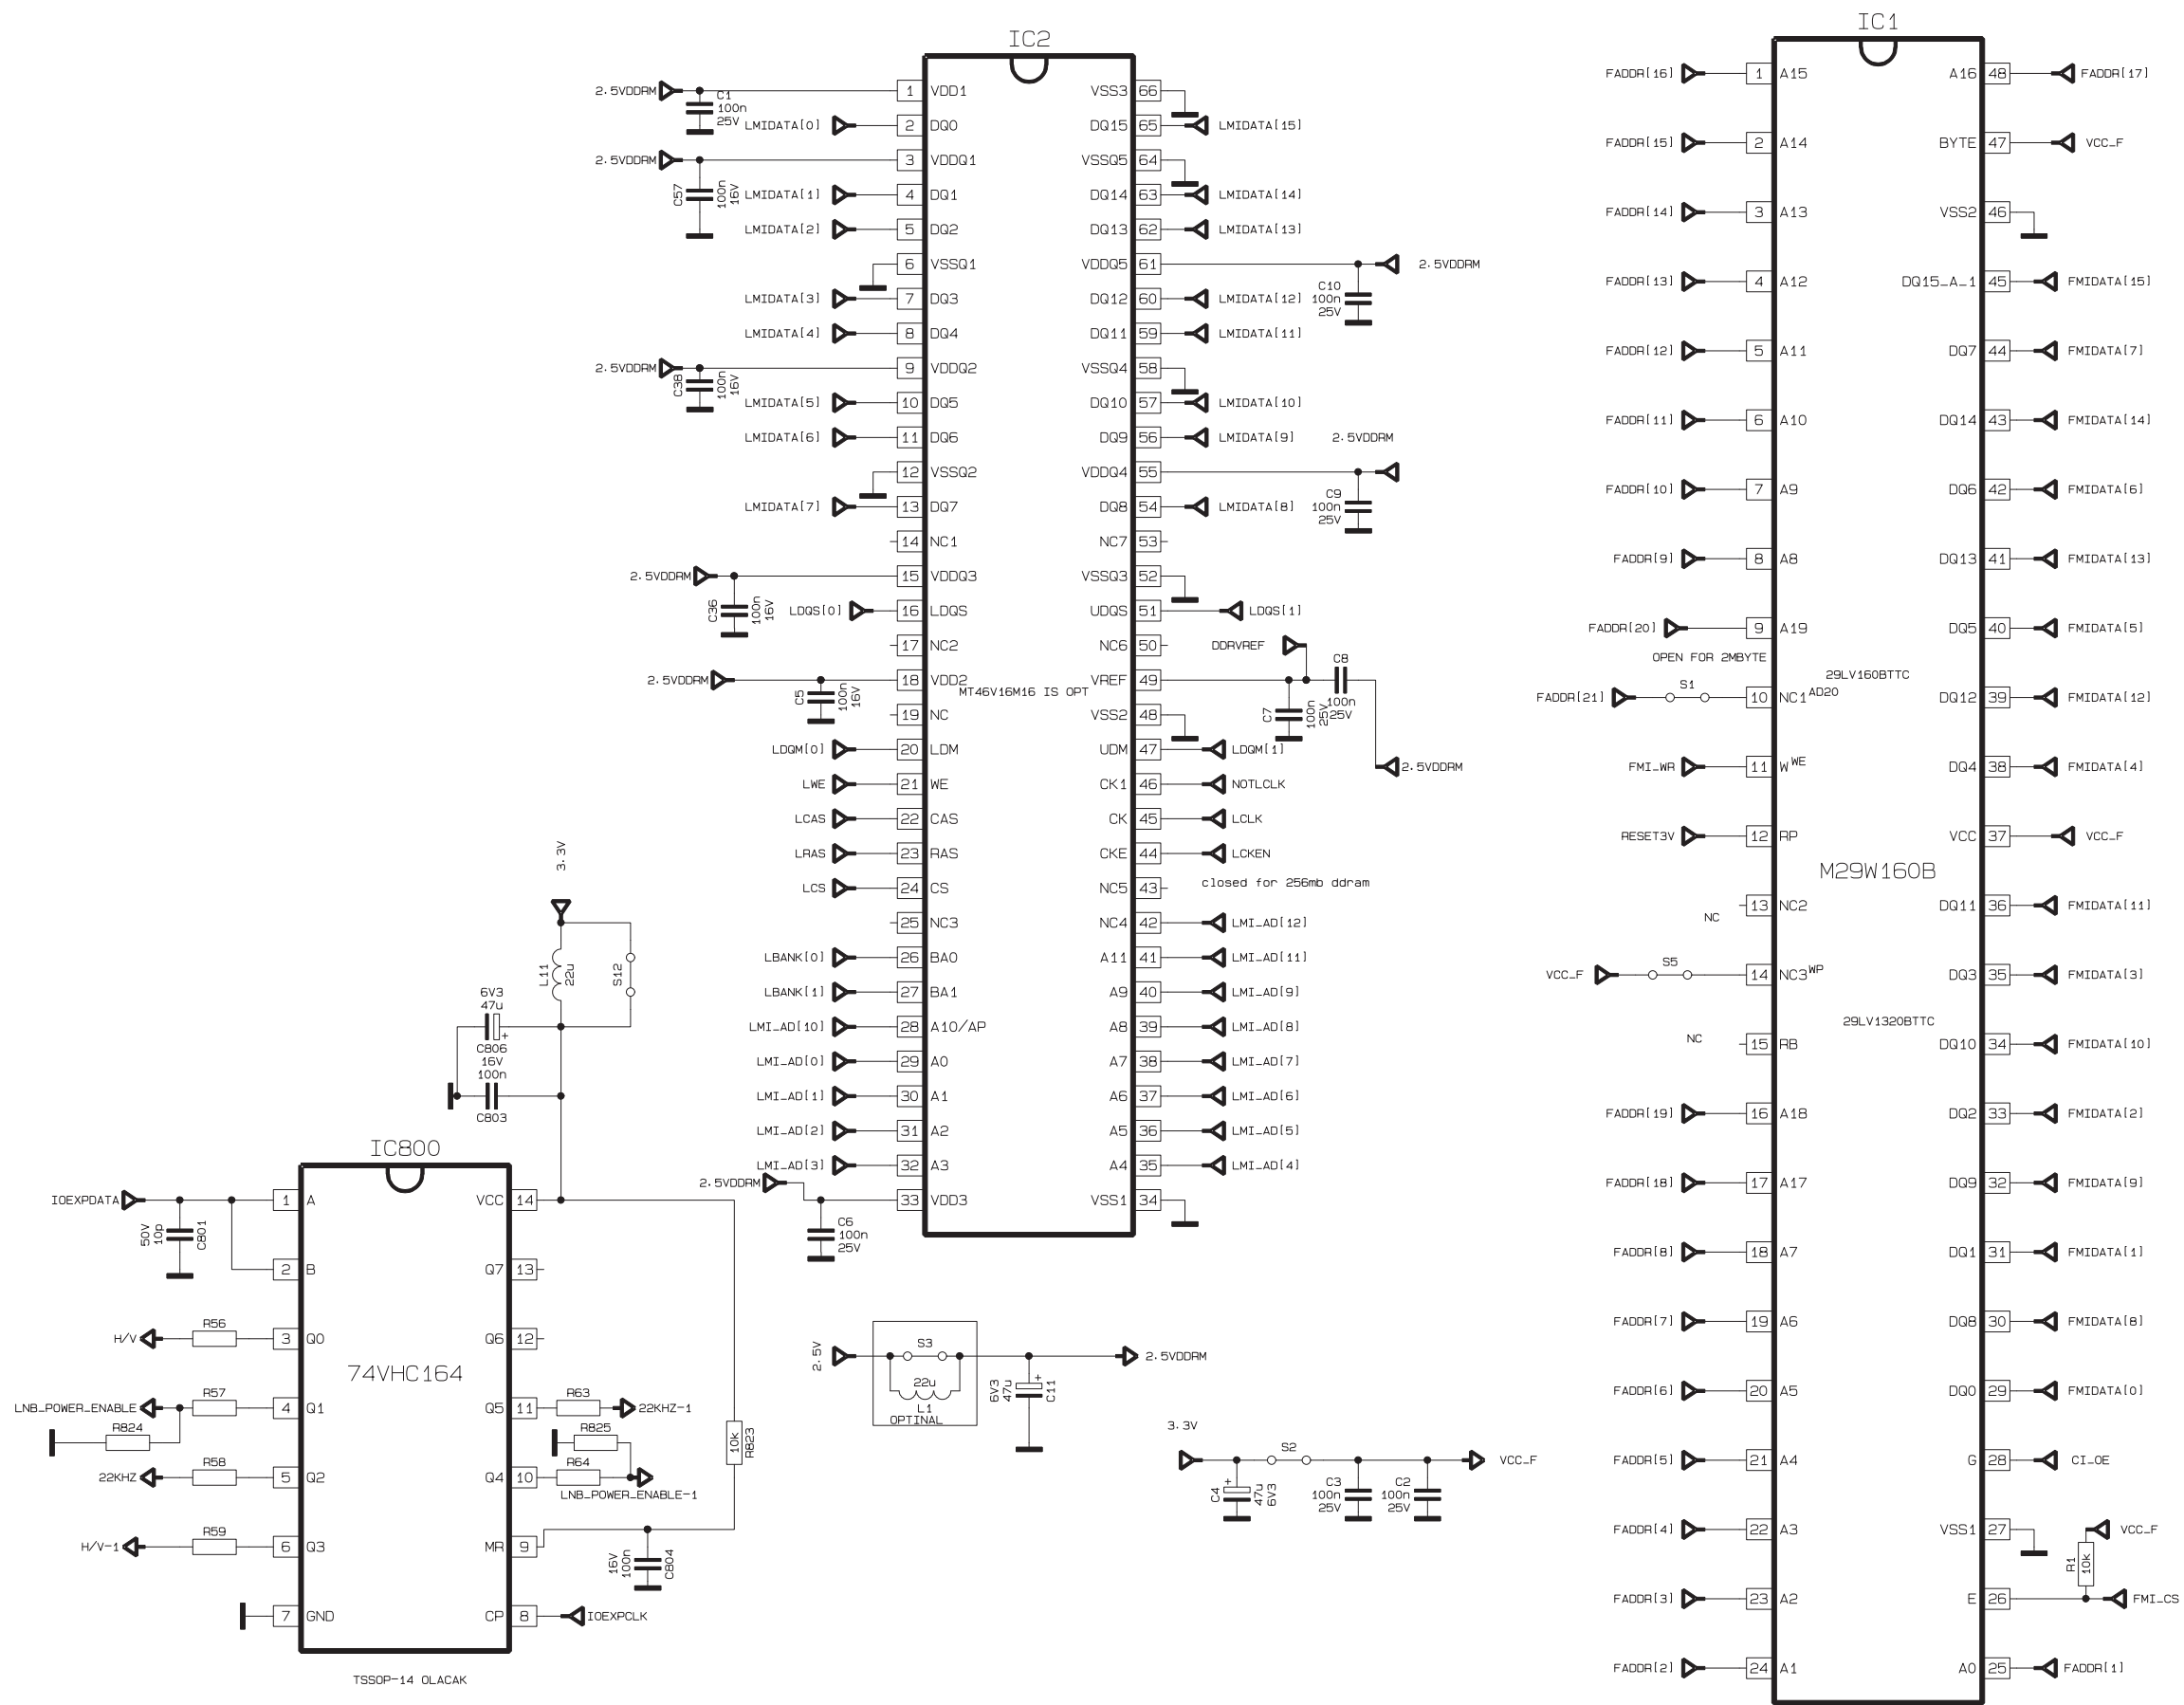 IC2
2.5VDDRM
C1
100n
25V
LMIDATA[0]
2.5VDDRM
C57
100n
16V
LMIDATA[1]
LMIDATA[2]
LMIDATA[3]
LMIDATA[4]
2.5VDDRM
C38
100n
16V
LMIDATA[5]
LMIDATA[6]
LMIDATA[7]
2.5VDDRM
C36
100n
16V
LDQS[0]
2.5VDDRM
C5
100n
16V
LDQM[0]
LWE
LCAS
LRAS
LCS
LBANK[0]
LBANK[1]
LMI_AD[10]
LMI_AD[0]
LMI_AD[1]
LMI_AD[2]
LMI_AD[3]
2.5VDDRM
C6
100n
25V
1 VDD1
2 DQ0
3 VDDQ1
4 DQ1
5 DQ2
6 VSSQ1
7 DQ3
8 DQ4
9 VDDQ2
10 DQ5
11 DQ6
12 VSSQ2
13 DQ7
14 NC1
15 VDDQ3
16 LDQS
17 NC2
18 VDD2
MT46V16M16 IS OPT
19 NC
20 LDM
21 WE
22 CAS
23 RAS
24 CS
25 NC3
26 BA0
27 BA1
28 A10/AP
29 A0
30 A1
31 A2
32 A3
33 VDD3
VSS3 66
DQ15 65 LMIDATA[15]
VSSQ5 64
DQ14 63 LMIDATA[14]
DQ13 62 LMIDATA[13]
VDDQ5 61 2.5VDDRM
C10
100n
25V
DQ12 60 LMIDATA[12]
DQ11 59 LMIDATA[11]
VSSQ4 58
DQ10 57 LMIDATA[10]
DQ9 56 LMIDATA[9] 2.5VDDRM
VDDQ4 55
C9
100n
25V
DQ8 54 LMIDATA[8]
NC7 53
VSSQ3 52
UDQS 51 LDQS[1]
NC6 50 DDRVREF
VREF 49
C8
100n
25V
C7
100n
25V
2.5VDDRM
VSS2 48
UDM 47 LDQM[1]
CK1 46 NOTLCLK
CK 45 LCLK
CKE 44 LCKEN
NC5 43 closed for 256mb ddram
NC4 42 LMI_AD[12]
A11 41 LMI_AD[11]
A9 40 LMI_AD[9]
A8 39 LMI_AD[8]
A7 38 LMI_AD[7]
A6 37 LMI_AD[6]
A5 36 LMI_AD[5]
A4 35 LMI_AD[4]
VSS1 34
IC1
FADDR[16] 1 A15
FADDR[15] 2 A14
FADDR[14] 3 A13
FADDR[13] 4 A12
FADDR[12] 5 A11
FADDR[11] 6 A10
FADDR[10] 7 A9
FADDR[9] 8 A8
FADDR[20] 9 A19
OPEN FOR 2MBYTE
29LV160BTTC
FADDR[21] S1 10 NC1 AD20
FMI_WR 11 W WE
RESET3V 12 RP
M29W160B
13 NC2
NC
VCC_F S5 14 NC3 WP
29LV1320BTTC
NC 15 RB
FADDR[19] 16 A18
FADDR[18] 17 A17
FADDR[8] 18 A7
FADDR[7] 19 A6
FADDR[6] 20 A5
FADDR[5] 21 A4
FADDR[4] 22 A3
FADDR[3] 23 A2
FADDR[2] 24 A1
A16 48 FADDR[17]
BYTE 47 VCC_F
VSS2 46
DQ15_A_1 45 FMIDATA[15]
DQ7 44 FMIDATA[7]
DQ14 43 FMIDATA[14]
DQ6 42 FMIDATA[6]
DQ13 41 FMIDATA[13]
DQ5 40 FMIDATA[5]
DQ12 39 FMIDATA[12]
DQ4 38 FMIDATA[4]
VCC 37 VCC_F
DQ11 36 FMIDATA[11]
DQ3 35 FMIDATA[3]
DQ10 34 FMIDATA[10]
DQ2 33 FMIDATA[2]
DQ9 32 FMIDATA[9]
DQ1 31 FMIDATA[1]
DQ8 30 FMIDATA[8]
DQ0 29 FMIDATA[0]
G 28 CI_OE
VSS1 27
VCC_F
R1
10k
E 26 FMI_CS
A0 25 FADDR[1]
3.3V
L11
22u
S12
6V3
47u
+
C806
16V
100n
C803
IC800
IOEXPDATA 1 A
50V
10p
C801
2 B
H/V R56 3 Q0
74VHC164
LNB_POWER_ENABLE R57 4 Q1
R824
22KHZ R58 5 Q2
H/V-1 R59 6 Q3
7 GND
VCC 14
Q7 13
Q6 12
Q5 11 R63 22KHZ-1
R825
Q4 10 R64
LNB_POWER_ENABLE-1
10k
R823
MR 9
16V
100n
C804
CP 8 IOEXPCLK
TSSOP-14 OLACAK
2.5V
S3
22u
L1
OPTINAL
2.5VDDRM
6V3
47u
+
C11
3.3V
S2
VCC_F
C4
+
47u
6V3
C3
100n
25V
C2
100n
25V